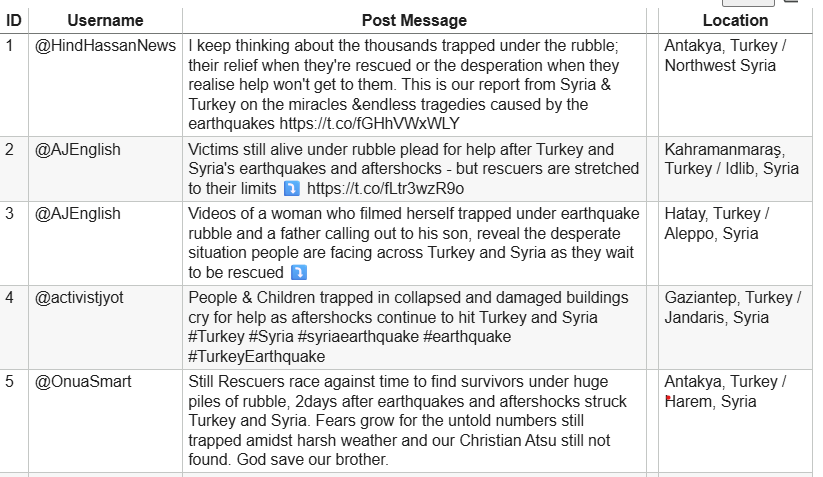 ID Username Post Message Location
1 @HindHassanNews I keep thinking about the thousands trapped under the rubble; Antakya, Turkey /
their relief when they're rescued or the desperation when they Northwest Syria
realise help won't get to them. This is our report from Syria &
Turkey on the miracles &endless tragedies caused by the
earthquakes https://t.co/fGHhVWxWLY
2 @AJEnglish Victims still alive under rubble plead for help after Turkey and Kahramanmaraş,
Syria's earthquakes and aftershocks - but rescuers are stretched Turkey / Idlib, Syria
to their limits ⤵️ https://t.co/fLtr3wzR9o
3 @AJEnglish Videos of a woman who filmed herself trapped under earthquake Hatay, Turkey /
rubble and a father calling out to his son, reveal the desperate Aleppo, Syria
situation people are facing across Turkey and Syria as they wait
to be rescued ⤵️
4 @activistjyot People & Children trapped in collapsed and damaged buildings Gaziantep, Turkey /
cry for help as aftershocks continue to hit Turkey and Syria Jandaris, Syria
#Turkey #Syria #syriaearthquake #earthquake
#TurkeyEarthquake
5 @OnuaSmart Still Rescuers race against time to find survivors under huge Antakya, Turkey /
piles of rubble, 2days after earthquakes and aftershocks struck Harem, Syria
Turkey and Syria. Fears grow for the untold numbers still
trapped amidst harsh weather and our Christian Atsu still not
found. God save our brother.